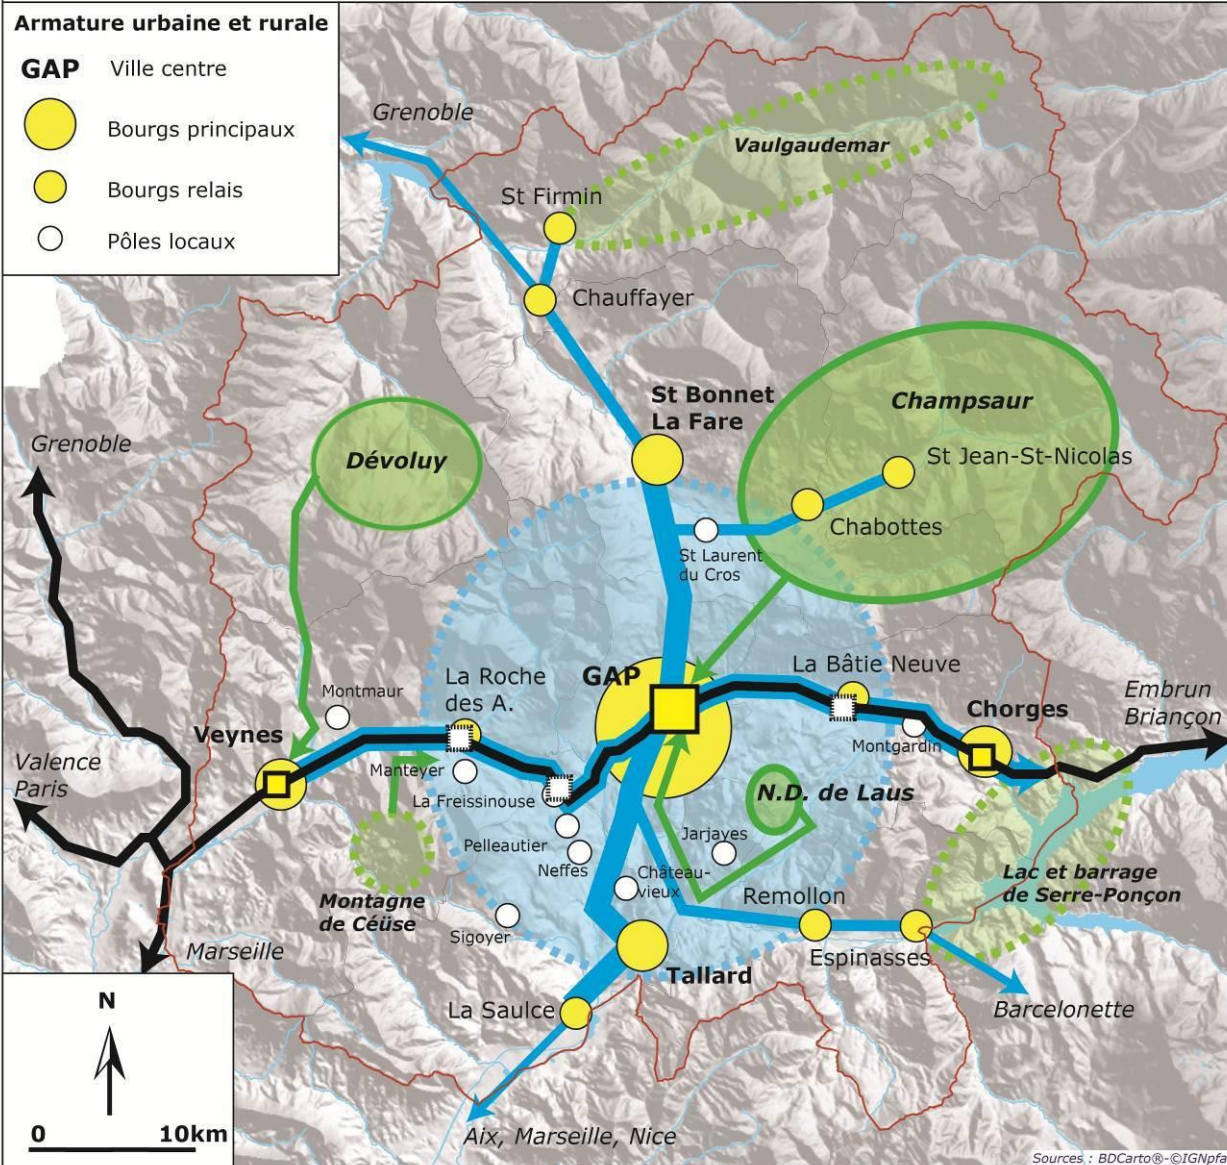 Armature urbaine et rurale
GAP Ville centre
Bourgs principaux
Bourgs relais
Pôles locaux
Grenoble
Vaulgaudemar
St Firmin
Chauffayer
St Bonnet
La Fare
Champsaur
Grenoble
Dévoluy
St Jean-St-Nicolas
Chabottes
St Laurent
du Cros
GAP
La Bâtie Neuve
La Roche
des A.
Montmaur
Embrun
Briançon
Chorges
Veynes
Montgardin
Valence
Paris
Manteyer
La Freissinouse
N.D. de Laus
Pelleautier
Jarjayes
Neffes
Château-
vieux
Lac et barrage
de Serre-Ponçon
Remollon
Montagne
de Céüse
Sigoyer
Marseille
Espinasses
Tallard
La Saulce
Barcelonette
N
0 10km
Aix, Marseille, Nice
Sources : BDCarto®-©IGNpfa